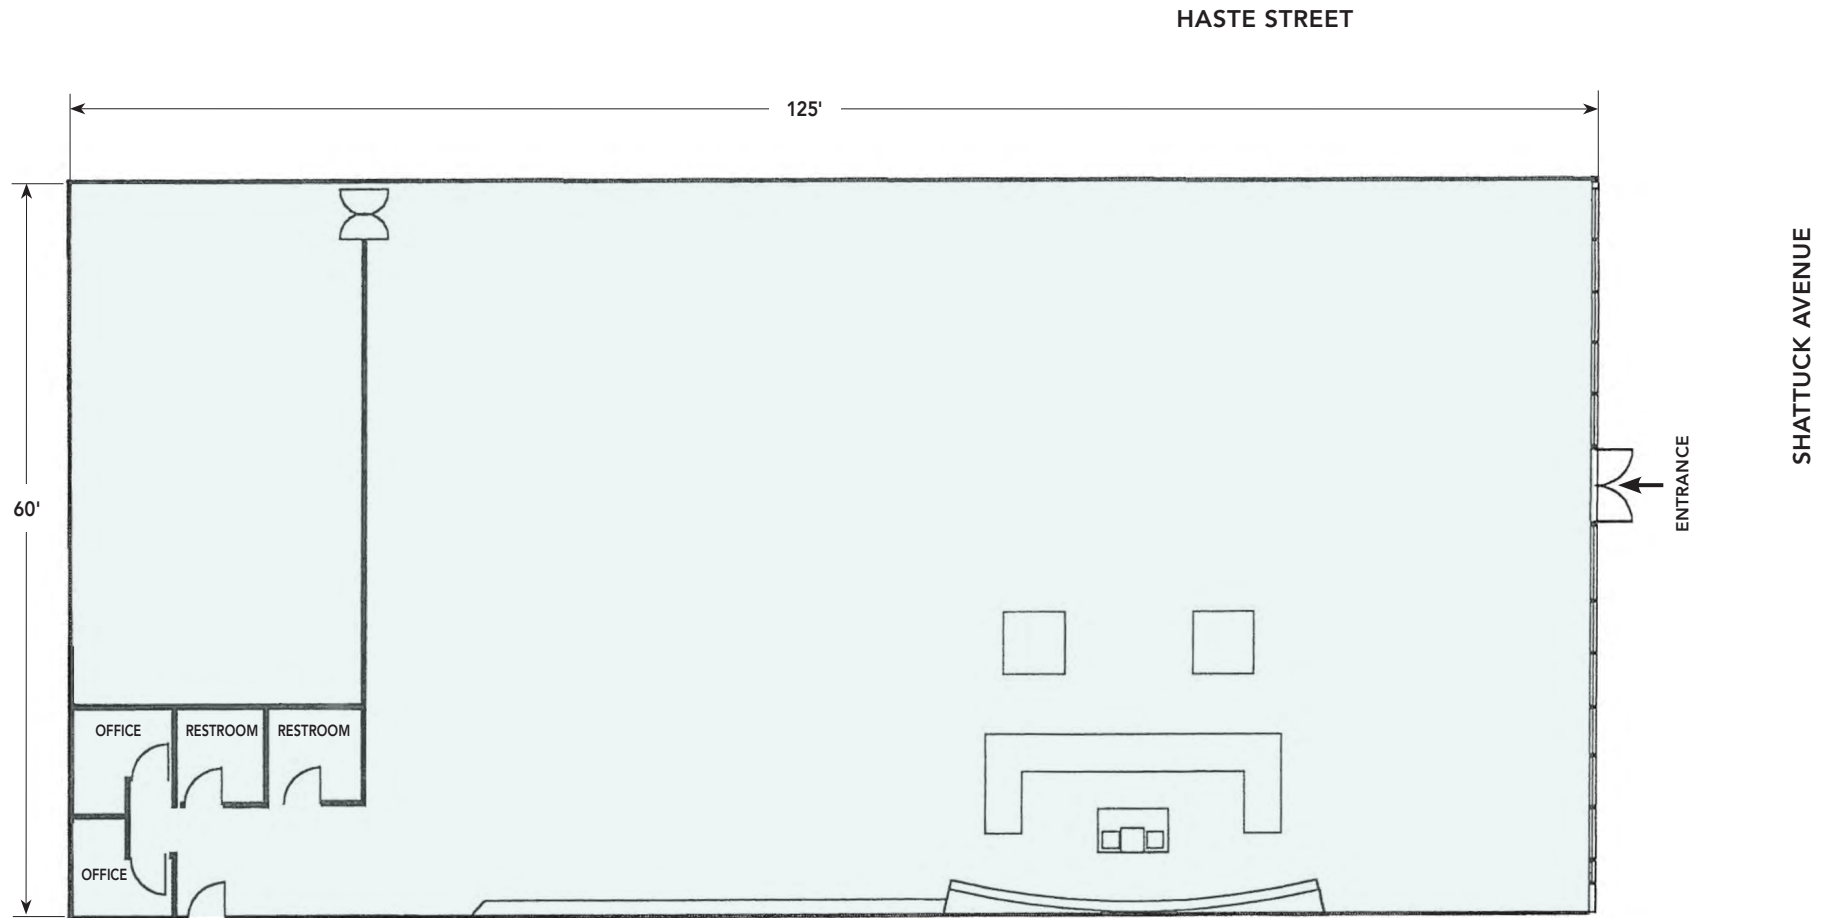 HASTE STREET
125'
SHATTUCK AVENUE
ENTRANCE
60'
OFFICE
RESTROOM
RESTROOM
OFFICE